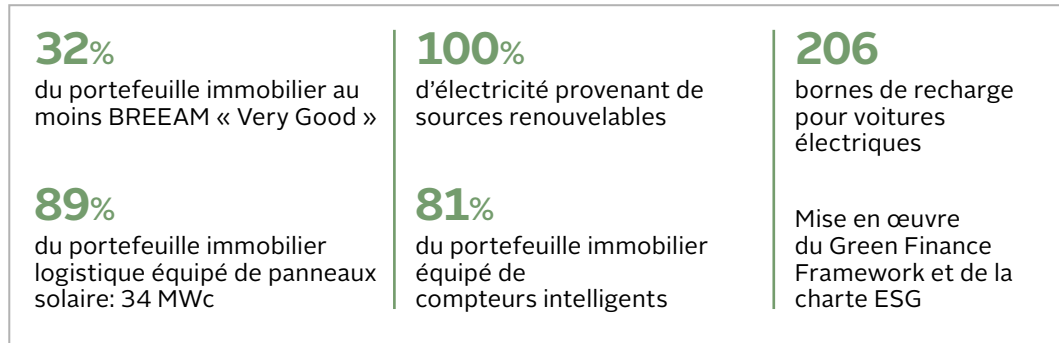 32%
du portefeuille immobilier au
moins BREEAM « Very Good »
100%
d'électricité provenant de
sources renouvelables
206
bornes de recharge
pour voitures
électriques
89%
du portefeuille immobilier
logistique équipé de panneaux
solaire: 34 MWc
81%
du portefeuille immobilier
équipé de
compteurs intelligents
Mise en œuvre
du Green Finance
Framework et de la
charte ESG